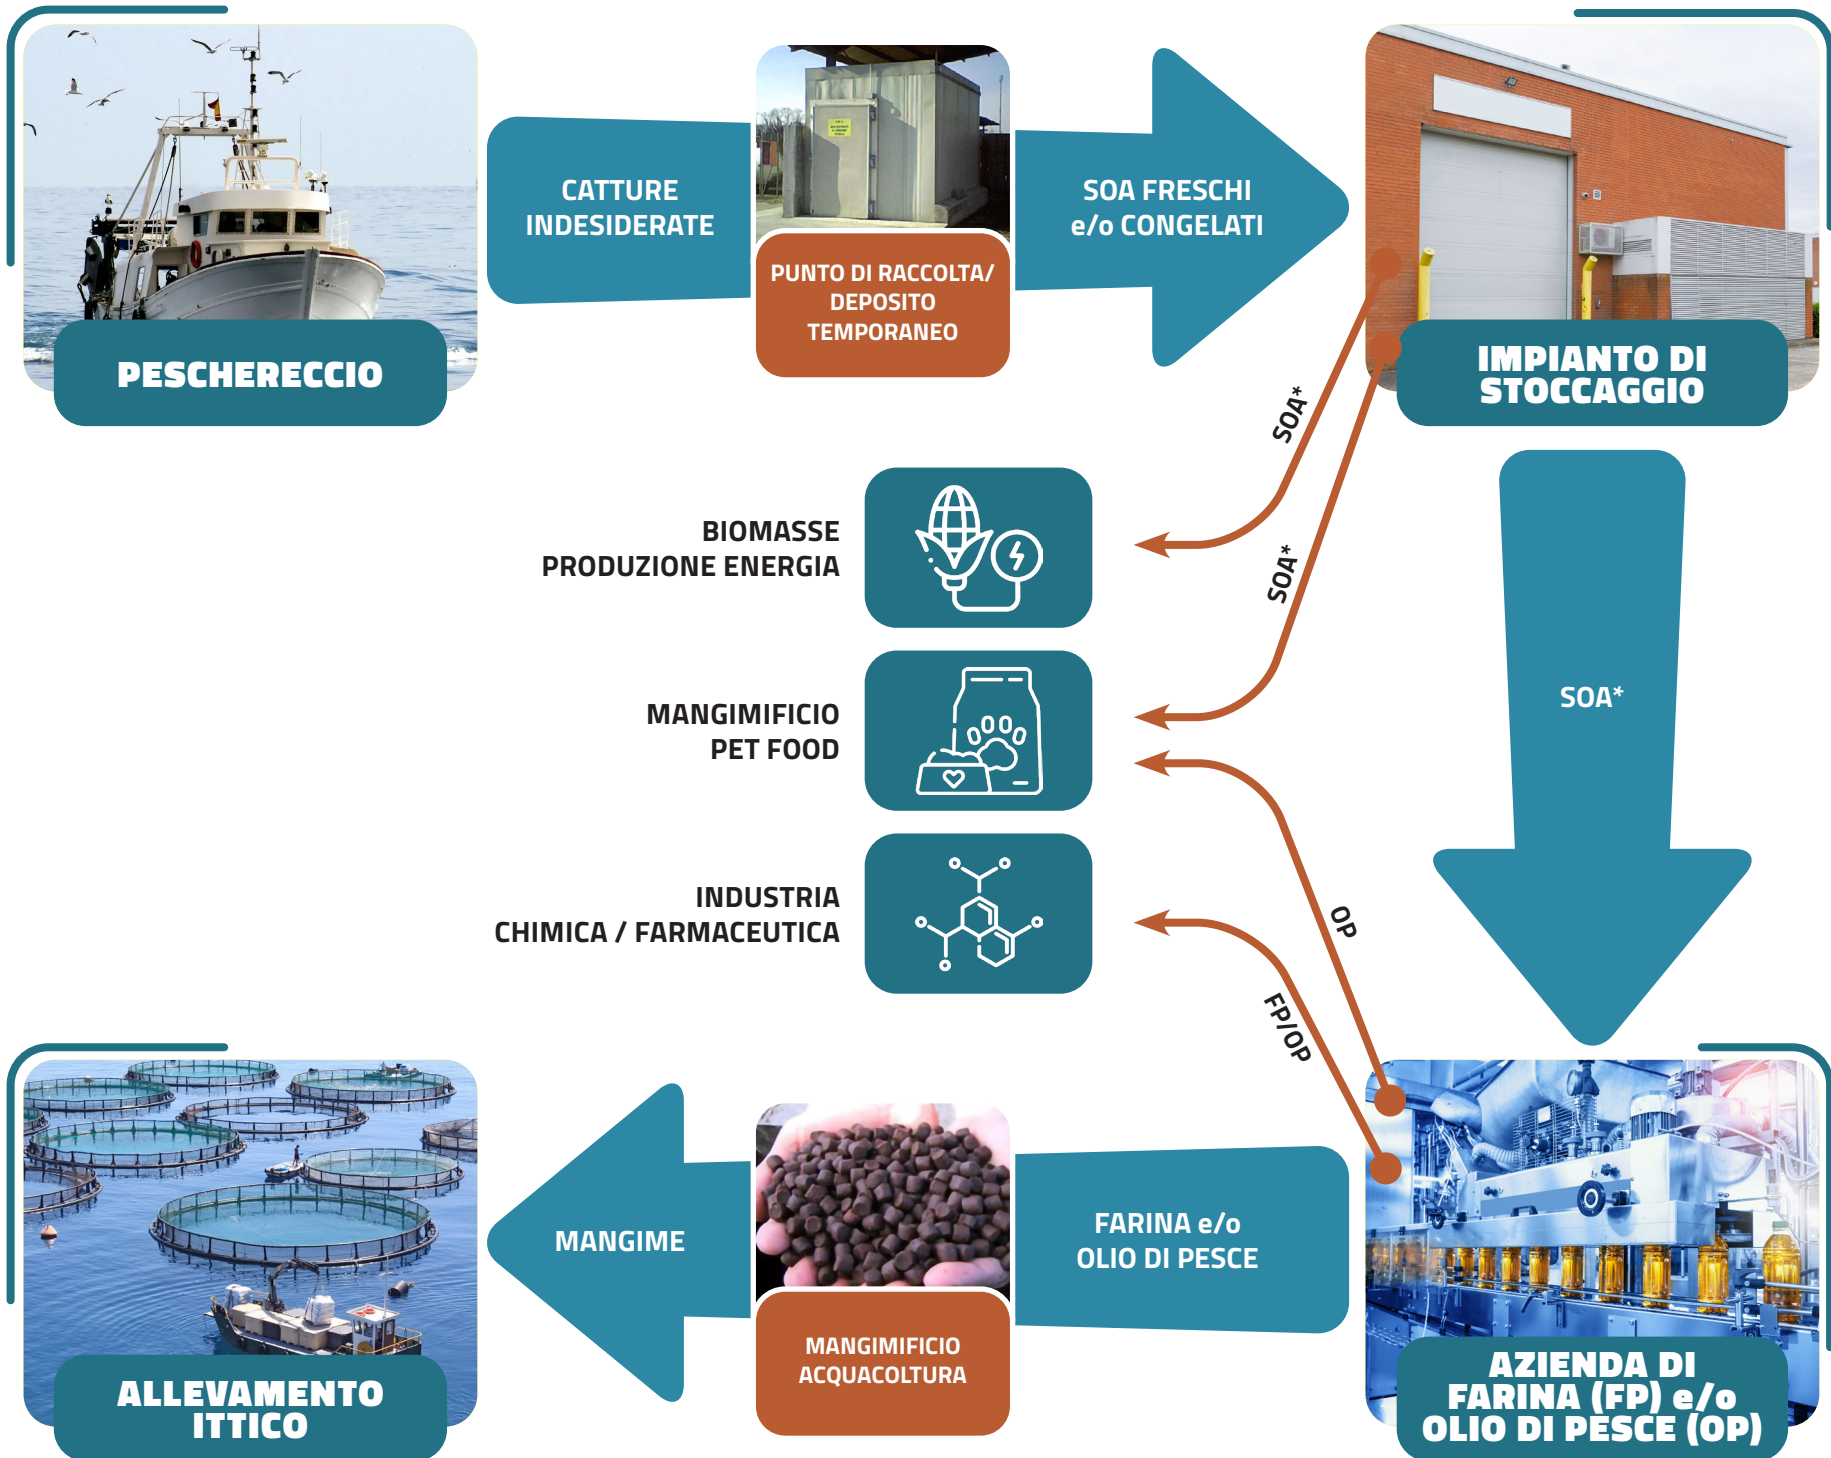 PESCHERECCIO
CATTURE
INDESIDERATE
PUNTO DI RACCOLTA/
DEPOSITO
TEMPORANEO
SOA FRESCHI
e/o CONGELATI
IMPIANTO DI
STOCCAGGIO
SOA*
SOA*
SOA*
BIOMASSE
PRODUZIONE ENERGIA
MANGIMIFICIO
PET FOOD
INDUSTRIA
CHIMICA / FARMACEUTICA
OP
FP/OP
AZIENDA DI
FARINA (FP) e/o
OLIO DI PESCE (OP)
FARINA e/o
OLIO DI PESCE
MANGIMIFICIO
ACQUACOLTURA
MANGIME
ALLEVAMENTO
ITTICO